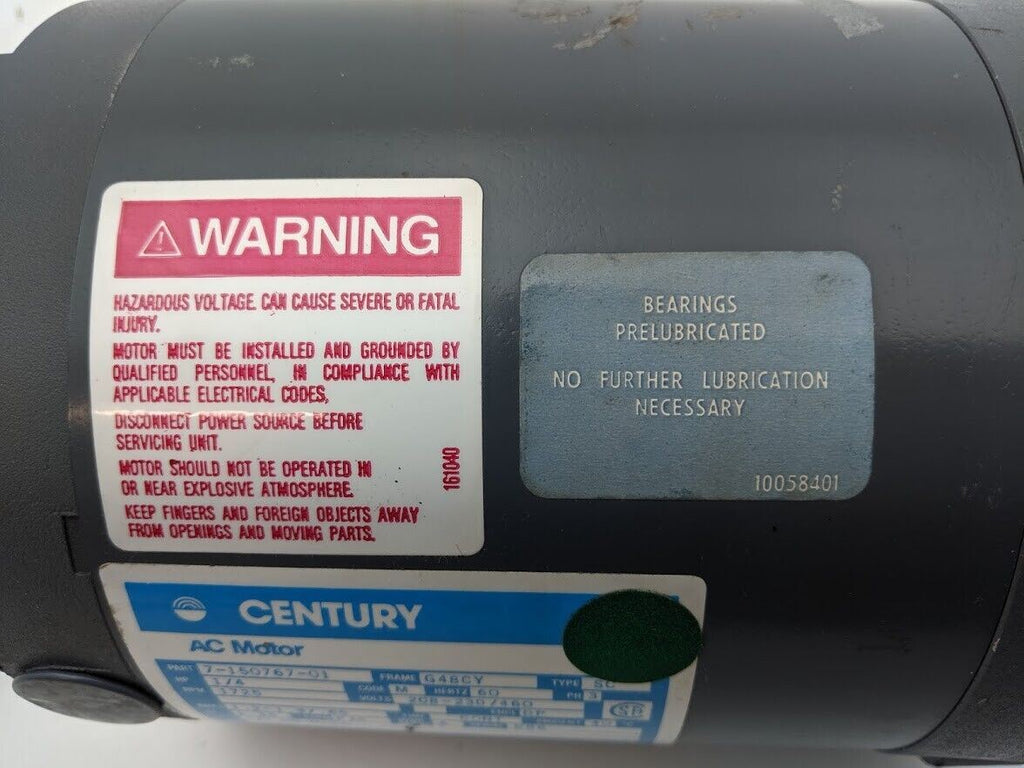 WARNING
HAZARDOUS VOLTAGE. CAN CAUSE SEVERE OR FATAL
INJURY.
MOTOR MUST BE INSTALLED AND GROUNDED BY
QUALIFIED PERSONNEL, IN COMPLIANCE WITH
APPLICABLE ELECTRICAL CODES,
DISCONNECT POWER SOURCE BEFORE
SERVICING UNIT.
MOTOR SHOULD NOT BE OPERATED IN
OR NEAR EXPLOSIVE ATMOSPHERE.
KEEP FINGERS AND FOREIGN OBJECTS AWAY
FROM OPENINGS AND MOVING PARTS.
161040
BEARINGS
PRELUBRICATED
NO FURTHER LUBRICATION
NECESSARY
10058401
CENTURY
AC Motor
PART 7-150767-01 FRAME G48CY TYPE SC
HP 1/4 CODE M HERTZ 60 PH 3
RPM 1725 VOLTS 208-230/460